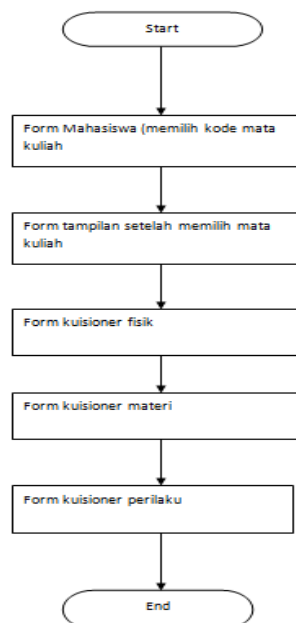 Start
Form Mahasiswa (memilih kode mata
kuliah
Form tampilan setelah memilih mata
kuliah
Form kuisioner fisik
Form kuisioner materi
Form kuisioner perilaku
End